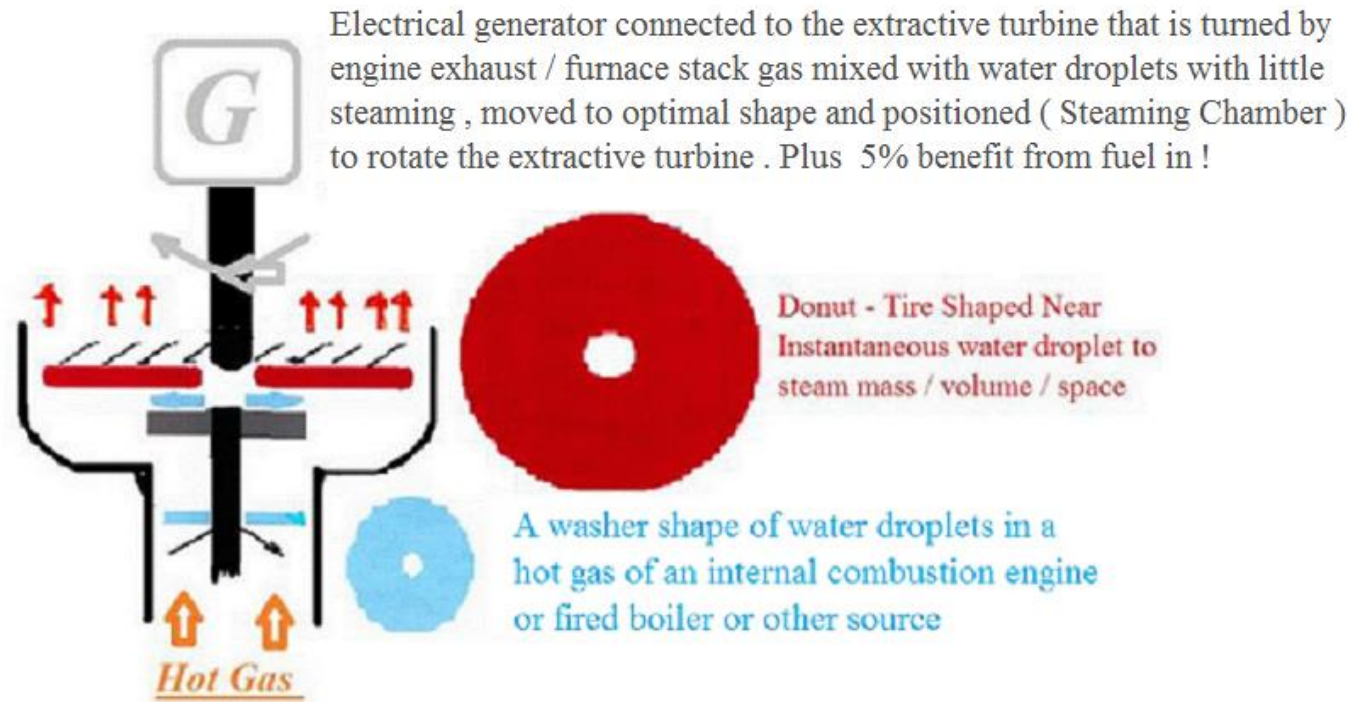 Electrical generator connected to the extractive turbine that is turned by
engine exhaust / furnace stack gas mixed with water droplets with little
steaming , moved to optimal shape and positioned ( Steaming Chamber )
to rotate the extractive turbine . Plus 5% benefit from fuel in !
G
Donut - Tire Shaped Near
Instantaneous water droplet to
steam mass / volume / space
A washer shape of water droplets in a
hot gas of an internal combustion engine
or fired boiler or other source
Hot Gas